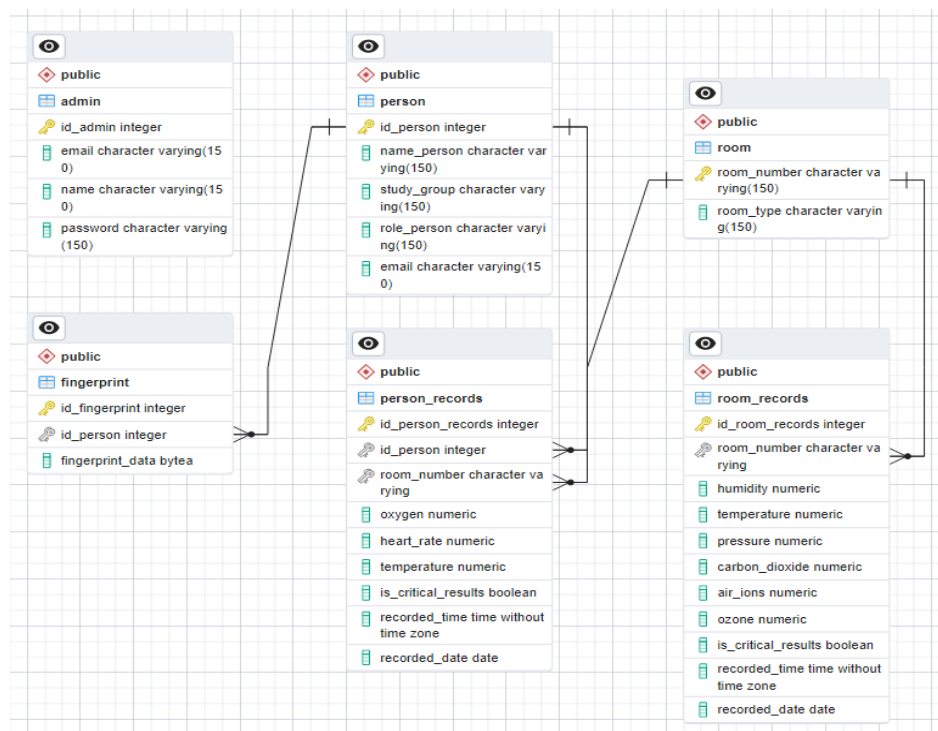 public
admin
id_admin integer
email character varying(15
0)
name character varying(15
0)
password character varying
(150)
public
person
id_person integer
name_person character var
ying(150)
study_group character vary
ing(150)
role_person character varyi
ng(150)
email character varying(15
0)
public
room
room_number character va
rying(150)
room_type character varyin
g(150)
public
fingerprint
id_fingerprint integer
id_person integer
fingerprint_data bytea
public
person_records
id_person_records integer
id_person integer
room_number character va
rying
oxygen numeric
heart_rate numeric
temperature numeric
is_critical_results boolean
recorded_time time without
time zone
recorded_date date
public
room_records
id_room_records integer
room_number character va
rying
humidity numeric
temperature numeric
pressure numeric
carbon_dioxide numeric
air_ions numeric
ozone numeric
is_critical_results boolean
recorded_time time without
time zone
recorded_date date